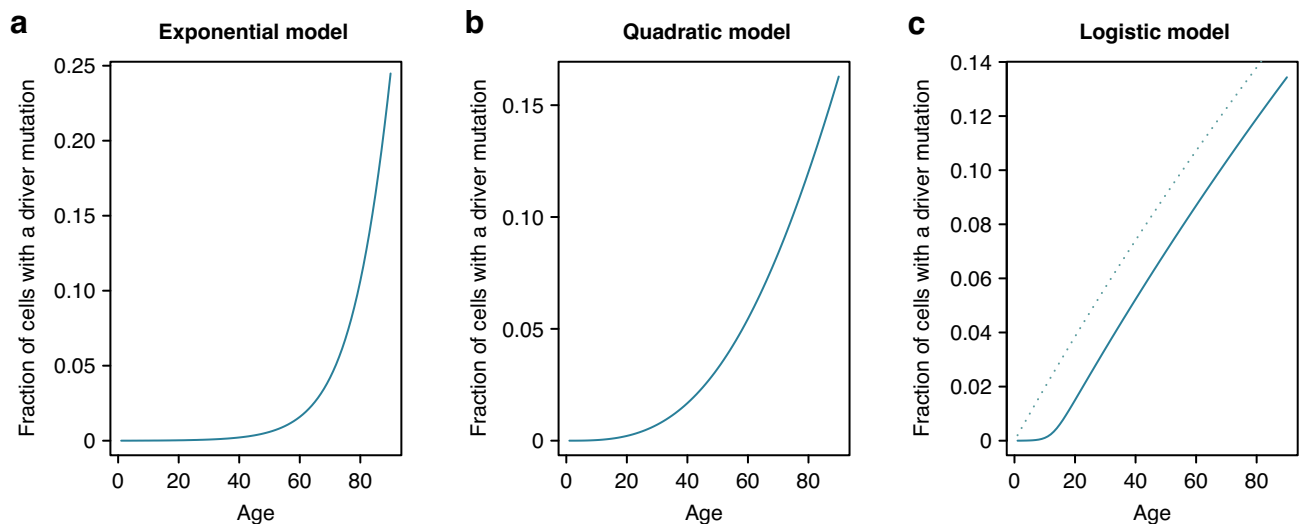 a
Exponential model
Fraction of cells with a driver mutation
0.25
0.20
0.15
0.10
0.05
0
0 20 40 60 80
Age
b
Quadratic model
Fraction of cells with a driver mutation
0.15
0.10
0.05
0
0 20 40 60 80
Age
c
Logistic model
Fraction of cells with a driver mutation
0.14
0.12
0.10
0.08
0.06
0.04
0.02
0
0 20 40 60 80
Age